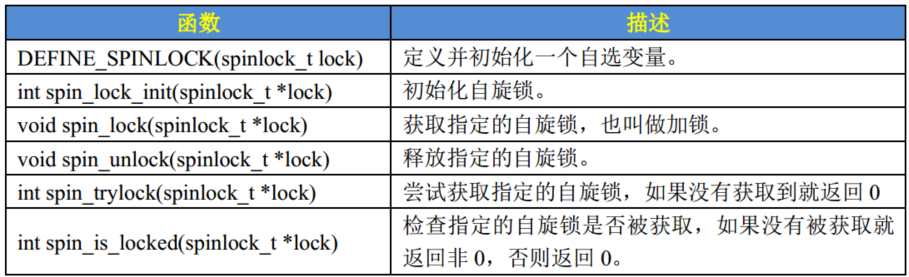 函数 描述
DEFINE_SPINLOCK(spinlock_t lock) 定义并初始化一个自选变量。
int spin_lock_init(spinlock_t *lock) 初始化自旋锁。
void spin_lock(spinlock_t *lock) 获取指定的自旋锁，也叫做加锁。
void spin_unlock(spinlock_t *lock) 释放指定的自旋锁。
int spin_trylock(spinlock_t *lock) 尝试获取指定的自旋锁，如果没有获取到就返回 0
int spin_is_locked(spinlock_t *lock) 检查指定的自旋锁是否被获取，如果没有被获取就
返回非 0，否则返回 0。